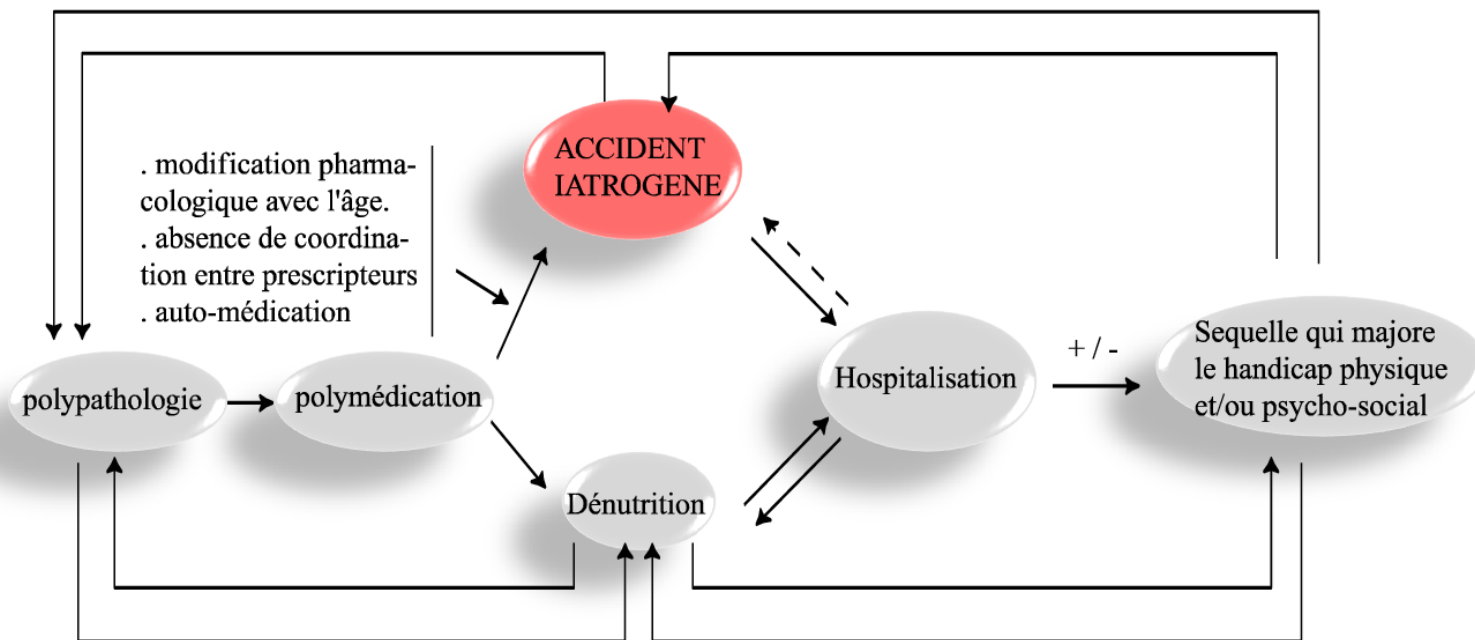 ACCIDENT
IATROGENE
. modification pharma-
cologique avec l'âge.
. absence de coordina-
tion entre prescripteurs
. auto-médication
polypathologie
polymédication
Hospitalisation
+ / -
Sequelle qui majore
le handicap physique
et/ou psycho-social
Dénutrition